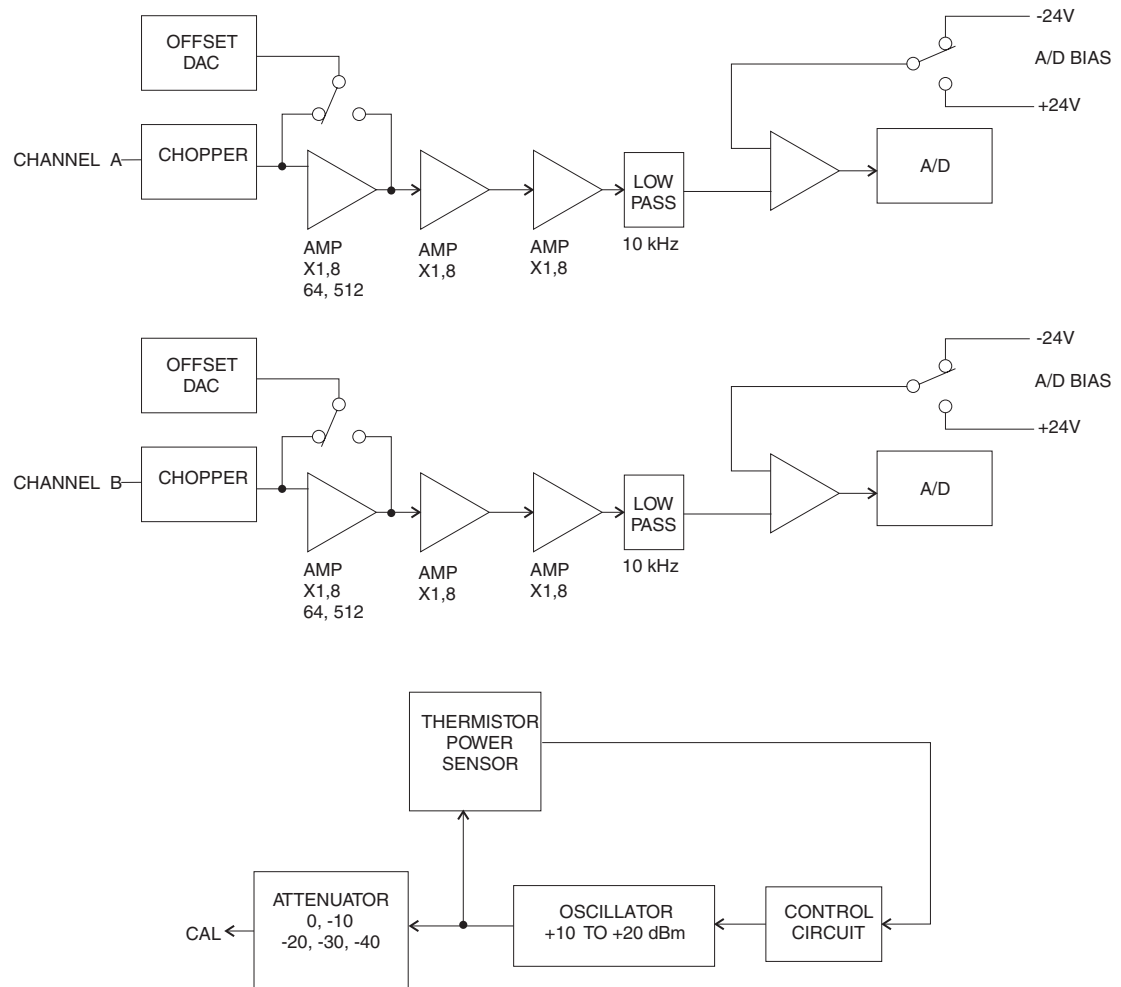 OFFSET
DAC
-24V
A/D BIAS
+24V
CHANNEL A
CHOPPER
LOW
PASS
A/D
AMP
X1,8
64, 512
AMP
X1,8
AMP
X1,8
10 kHz
OFFSET
DAC
-24V
A/D BIAS
+24V
CHANNEL B
CHOPPER
LOW
PASS
A/D
AMP
X1,8
64, 512
AMP
X1,8
AMP
X1,8
10 kHz
THERMISTOR
POWER
SENSOR
CAL
ATTENUATOR
0, -10
-20, -30, -40
OSCILLATOR
+10 TO +20 dBm
CONTROL
CIRCUIT